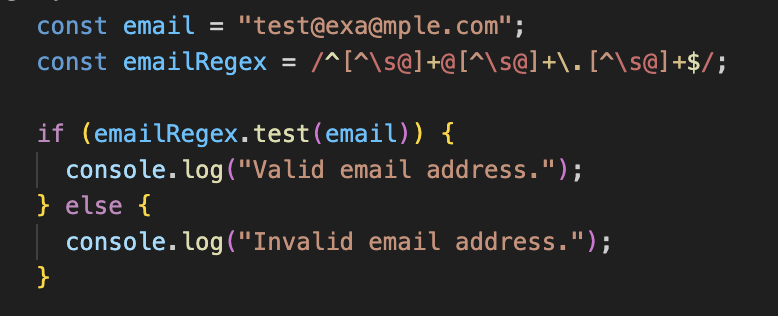 const email = "test@exa@mple.com";
const emailRegex = /^[^\s@]+@[^\s@]+\.[^\s@]+$/;

if (emailRegex.test(email)) {
  console.log("Valid email address.");
} else {
  console.log("Invalid email address.");
}